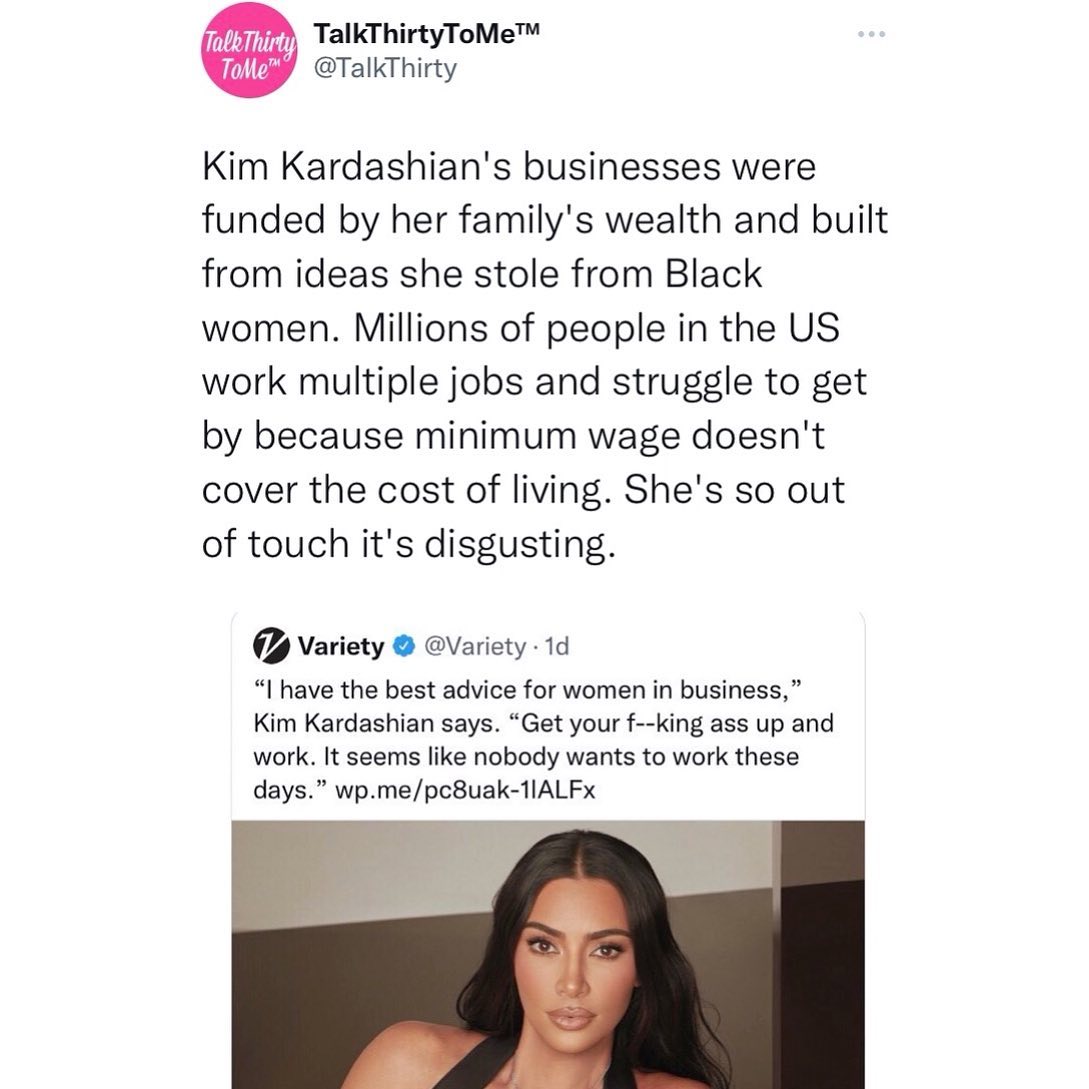 TalkThirty
ToMe™
TalkThirtyToMe™
@TalkThirty
Kim Kardashian's businesses were
funded by her family's wealth and built
from ideas she stole from Black
women. Millions of people in the US
work multiple jobs and struggle to get
by because minimum wage doesn't
cover the cost of living. She's so out
of touch it's disgusting.
Variety @Variety · 1d
“I have the best advice for women in business,”
Kim Kardashian says. “Get your f--king ass up and
work. It seems like nobody wants to work these
days.” wp.me/pc8uak-1lALFx